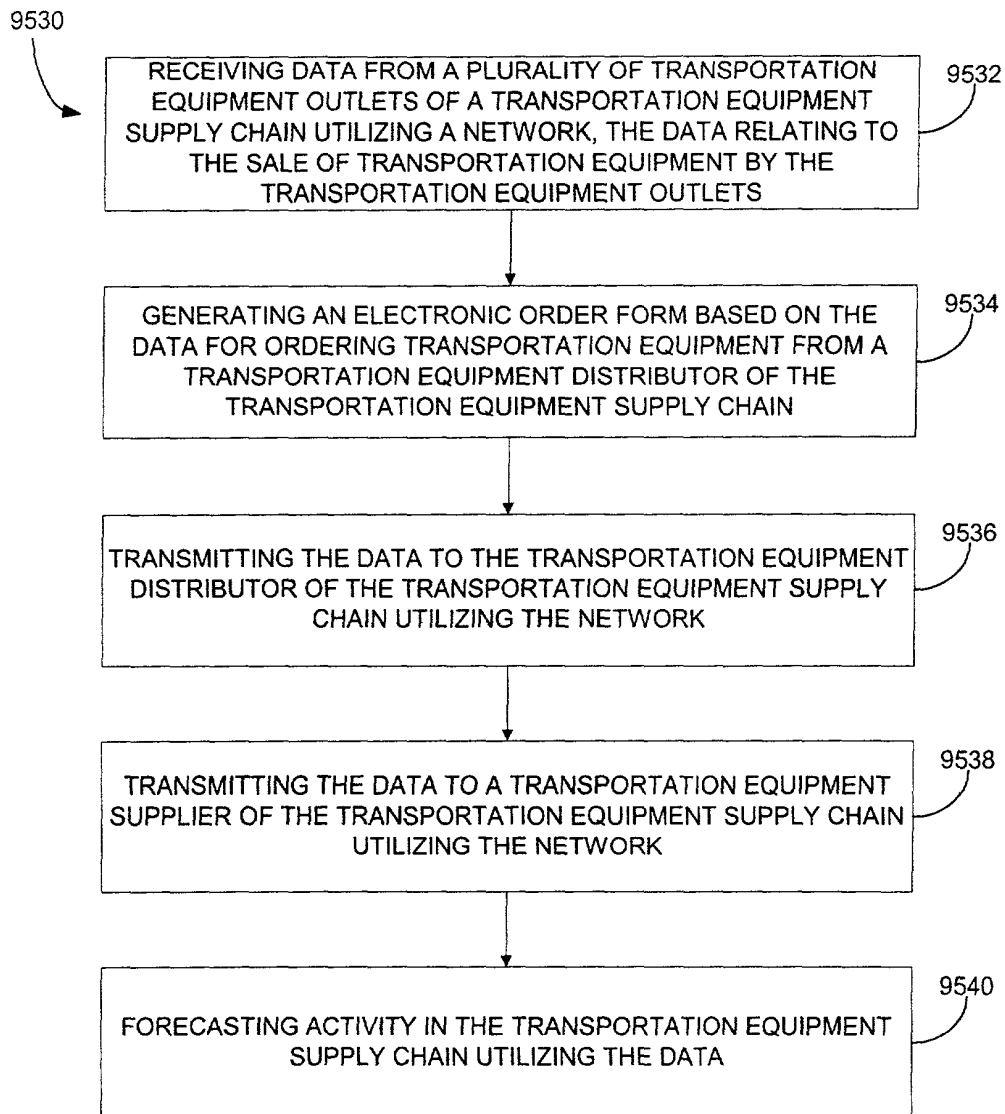 9530
RECEIVING DATA FROM A PLURALITY OF TRANSPORTATION
EQUIPMENT OUTLETS OF A TRANSPORTATION EQUIPMENT
SUPPLY CHAIN UTILIZING A NETWORK, THE DATA RELATING TO
THE SALE OF TRANSPORTATION EQUIPMENT BY THE
TRANSPORTATION EQUIPMENT OUTLETS
9532
GENERATING AN ELECTRONIC ORDER FORM BASED ON THE
DATA FOR ORDERING TRANSPORTATION EQUIPMENT FROM A
TRANSPORTATION EQUIPMENT DISTRIBUTOR OF THE
TRANSPORTATION EQUIPMENT SUPPLY CHAIN
9534
TRANSMITTING THE DATA TO THE TRANSPORTATION EQUIPMENT
DISTRIBUTOR OF THE TRANSPORTATION EQUIPMENT SUPPLY
CHAIN UTILIZING THE NETWORK
9536
TRANSMITTING THE DATA TO A TRANSPORTATION EQUIPMENT
SUPPLIER OF THE TRANSPORTATION EQUIPMENT SUPPLY CHAIN
UTILIZING THE NETWORK
9538
FORECASTING ACTIVITY IN THE TRANSPORTATION EQUIPMENT
SUPPLY CHAIN UTILIZING THE DATA
9540